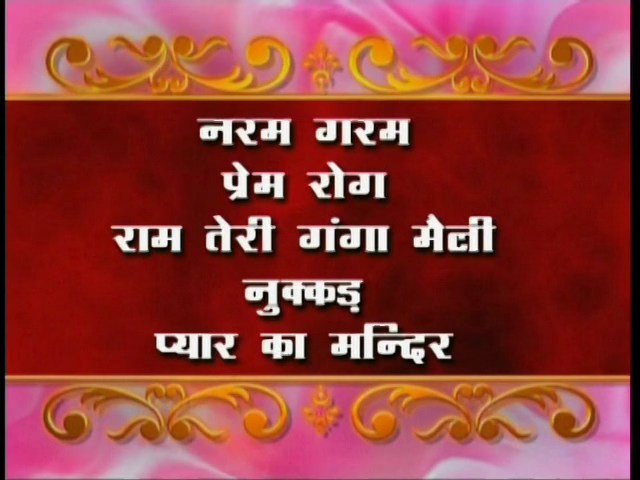 नरम गरम
प्रेम रोग
राम तेरी गंगा मैली
नुक्कड़
प्यार का मन्दिर